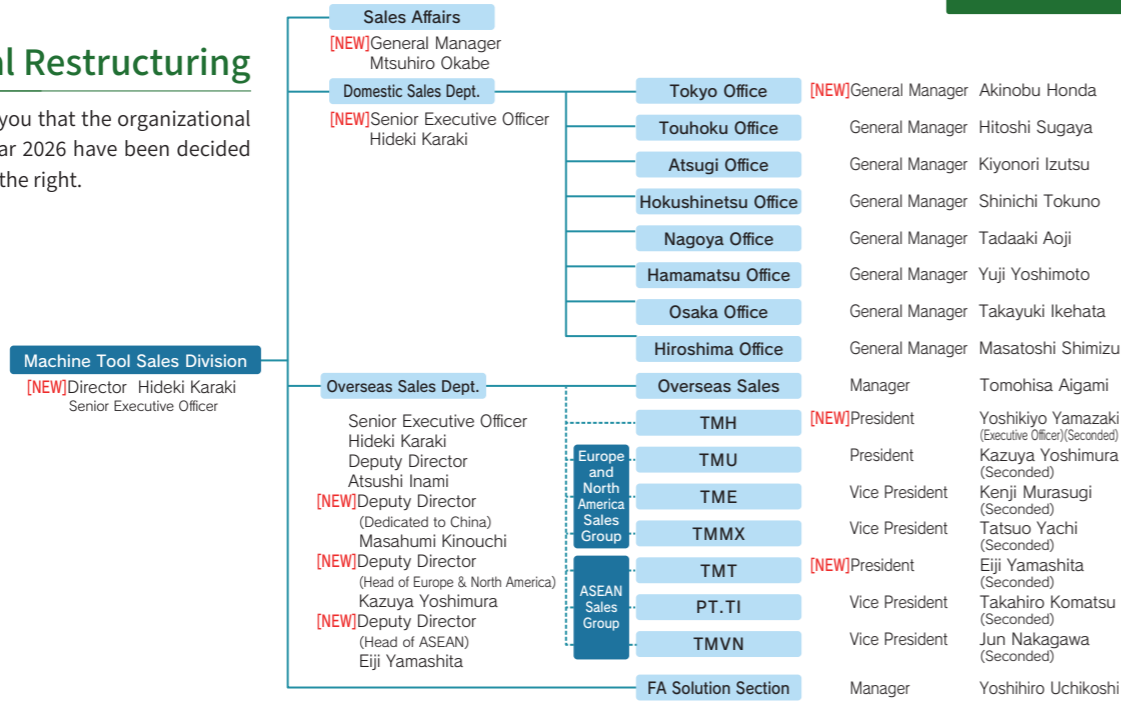 al Restructuring
you that the organizational
ar 2026 have been decided
the right.
Machine Tool Sales Division
[NEW]Director Hideki Karaki
Senior Executive Officer
Sales Affairs
[NEW]General Manager
Mtsuhiro Okabe
Domestic Sales Dept.
[NEW]Senior Executive Officer
Hideki Karaki
Tokyo Office [NEW]General Manager Akinobu Honda
Touhoku Office General Manager Hitoshi Sugaya
Atsugi Office General Manager Kiyonori Izutsu
Hokushinetsu Office General Manager Shinichi Tokuno
Nagoya Office General Manager Tadaaki Aoji
Hamamatsu Office General Manager Yuji Yoshimoto
Osaka Office General Manager Takayuki Ikehata
Hiroshima Office General Manager Masatoshi Shimizu
Overseas Sales Dept.
Senior Executive Officer
Hideki Karaki
Deputy Director
Atsushi Inami
[NEW]Deputy Director
(Dedicated to China)
Masahumi Kinouchi
[NEW]Deputy Director
(Head of Europe & North America)
Kazuya Yoshimura
[NEW]Deputy Director
(Head of ASEAN)
Eiji Yamashita
Overseas Sales Manager Tomohisa Aigami
TMH [NEW]President Yoshikiyo Yamazaki
(Executive Officer)(Seconded)
Europe
and
North
America
Sales
Group
TMU President Kazuya Yoshimura
(Seconded)
TME Vice President Kenji Murasugi
(Seconded)
TMMX Vice President Tatsuo Yachi
(Seconded)
ASEAN
Sales
Group
TMT [NEW]President Eiji Yamashita
(Seconded)
PT.TI Vice President Takahiro Komatsu
(Seconded)
TMVN Vice President Jun Nakagawa
(Seconded)
FA Solution Section Manager Yoshihiro Uchikoshi